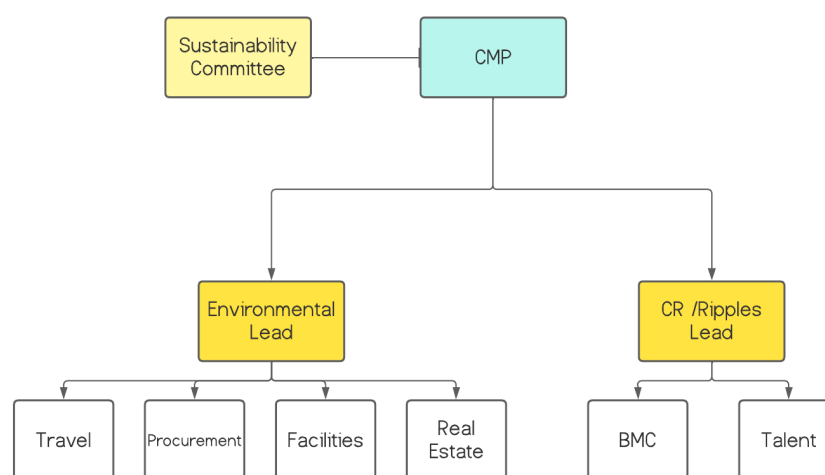 Sustainability
Committee
CMP
Environmental
Lead
CR /Ripples
Lead
Travel
Procurement
Facilities
Real
Estate
BMC
Talent